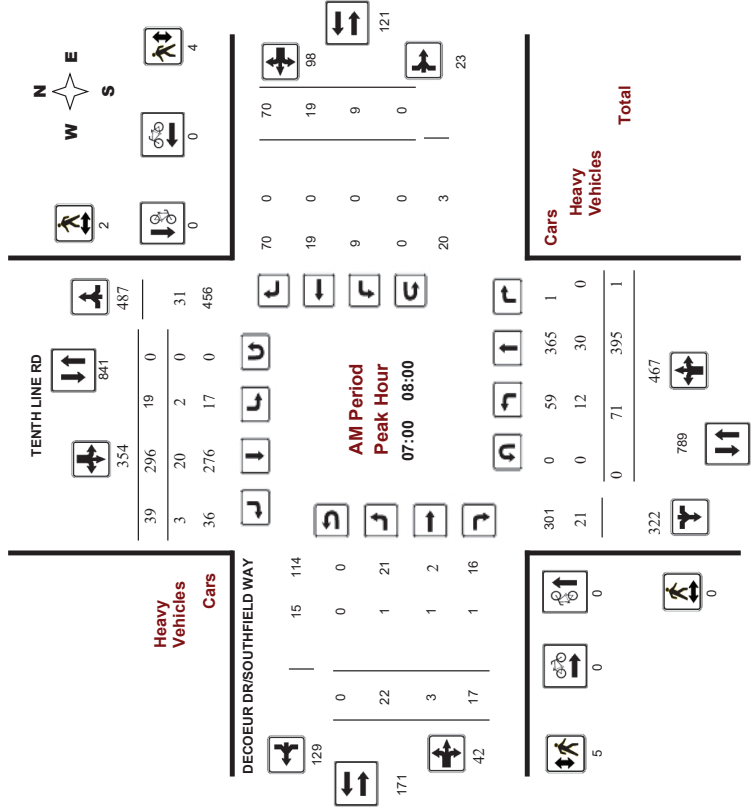 N
W E
S
4
0
2
0
TENTH LINE RD
841
354 487
39 296 19 0
3 20 2 0 31
36 276 17 0 456
Heavy
Vehicles
Cars
121
98
23
70 0 70
19 0 19
9 0 9
0 0 0
20 3
AM Period
Peak Hour
07:00 08:00
DECOEUR DR/SOUTHFIELD WAY
15 114
0 0 0
22 1 21
3 1 2
17 1 16
129
171
42
301 0 59 365 1 Cars
21 0 12 30 0 Heavy
Vehicles
322 0 71 395 1 Total
467
789
0
0
0
5